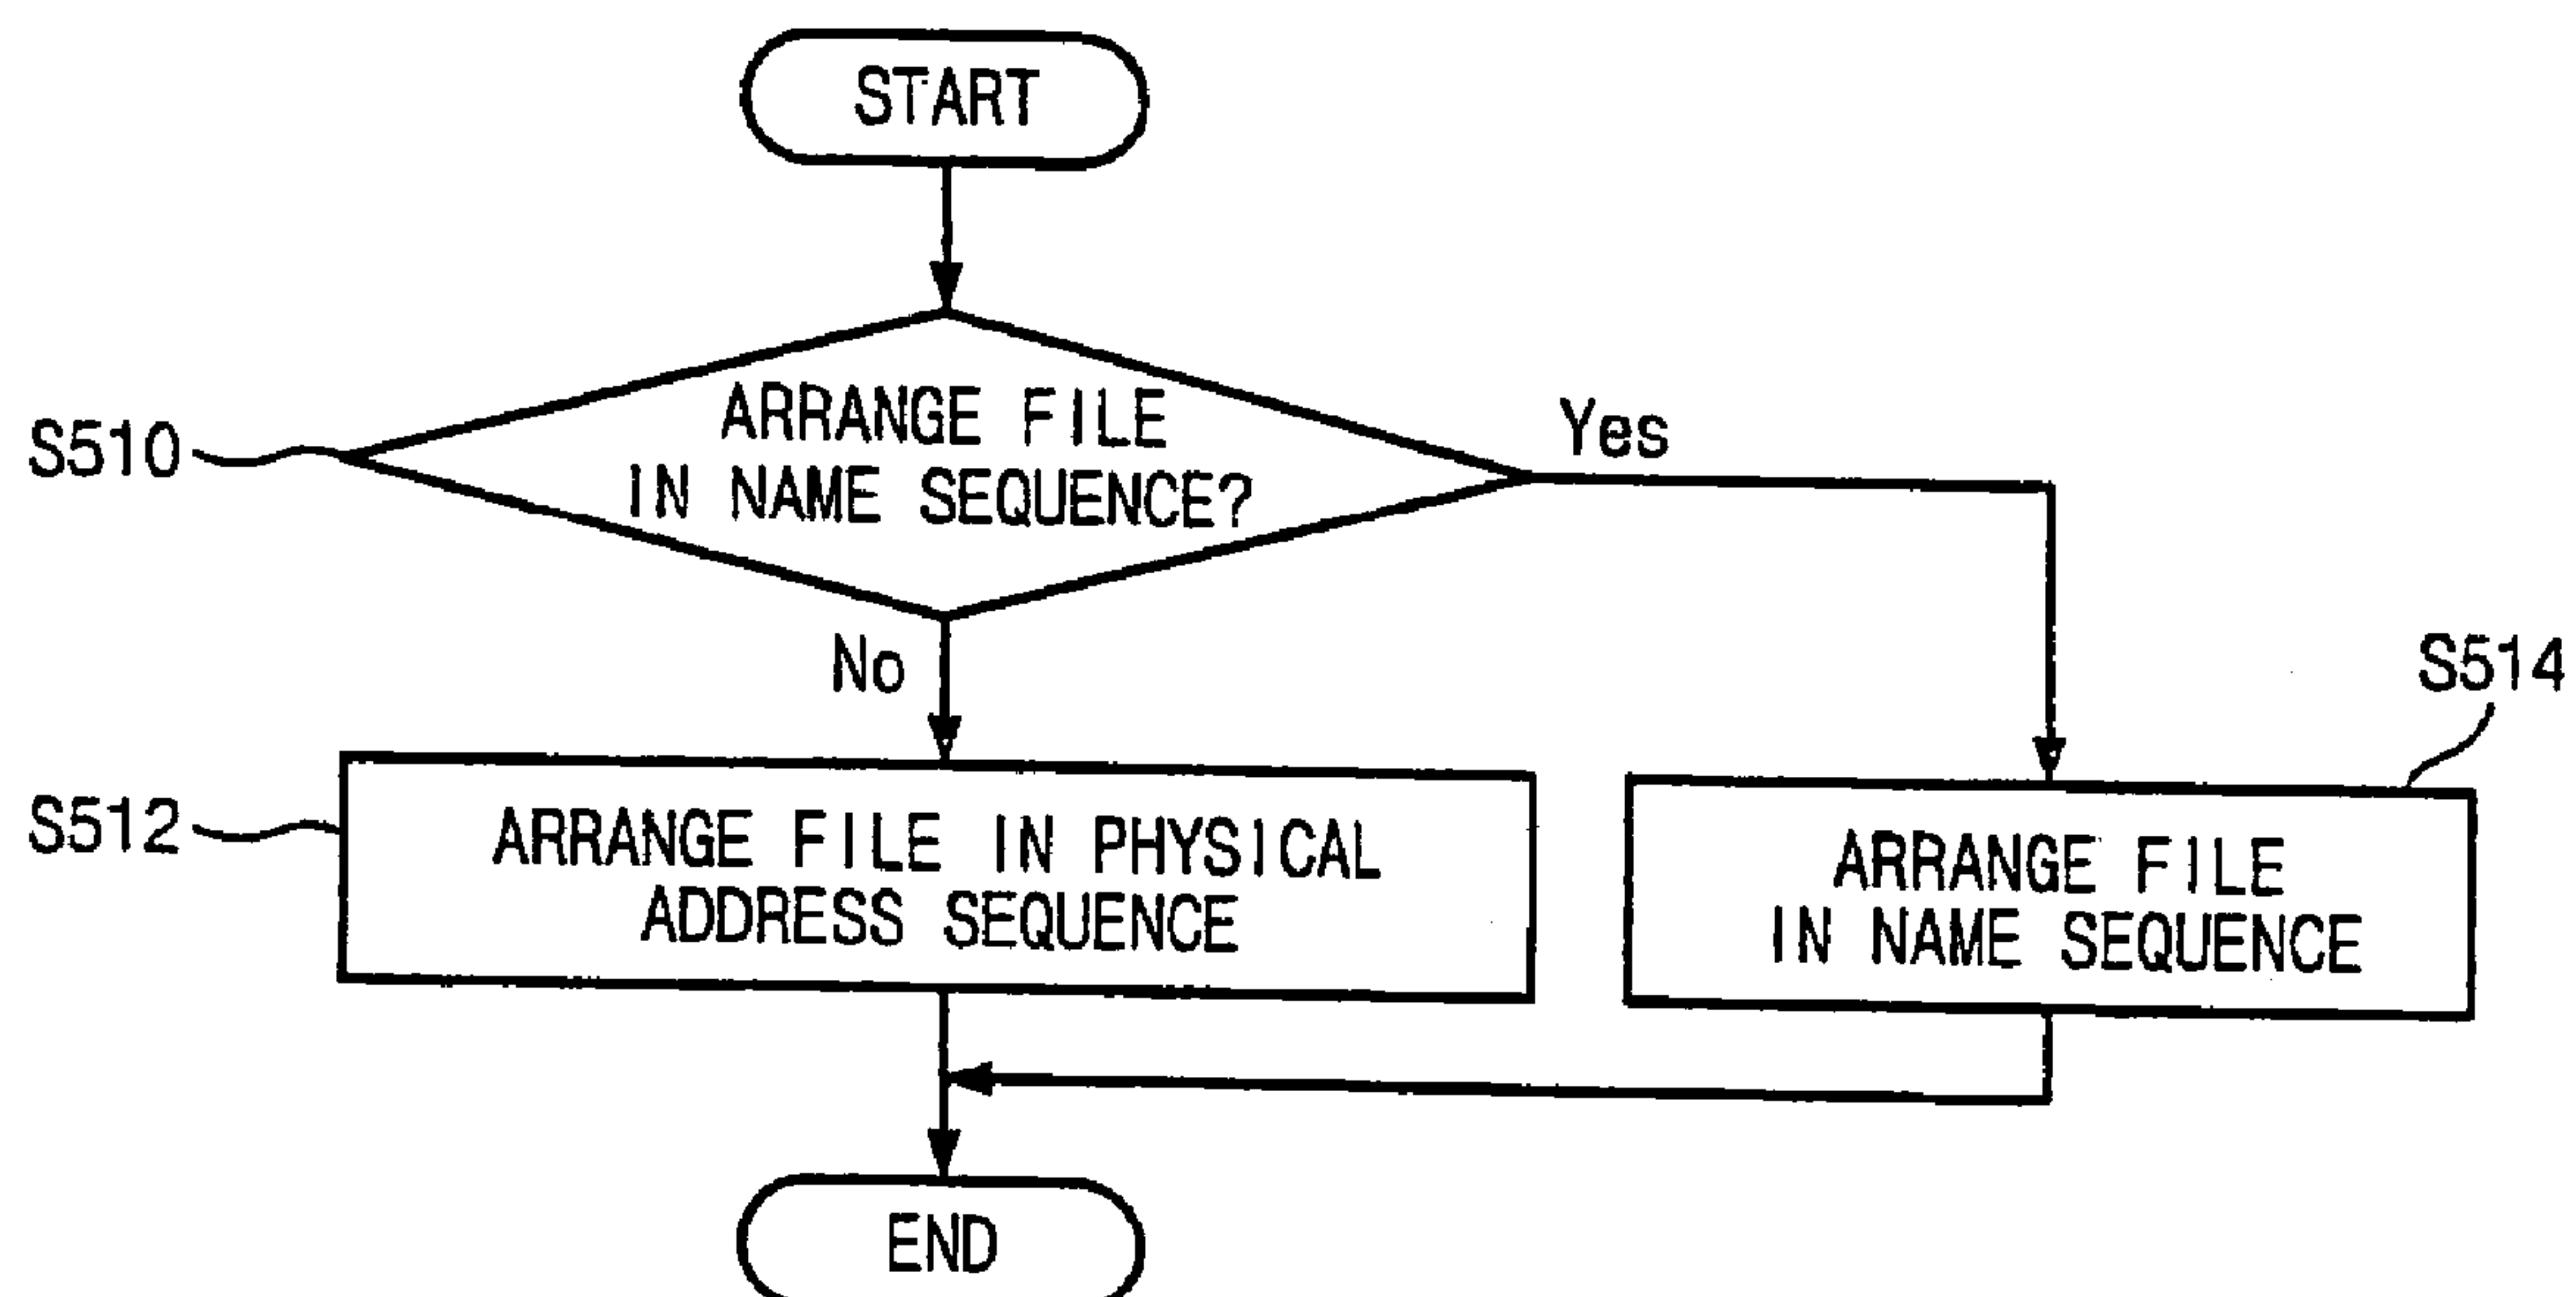 START
S510
ARRANGE FILE
IN NAME SEQUENCE?
Yes
No
S514
S512
ARRANGE FILE IN PHYSICAL
ADDRESS SEQUENCE
ARRANGE FILE
IN NAME SEQUENCE
END